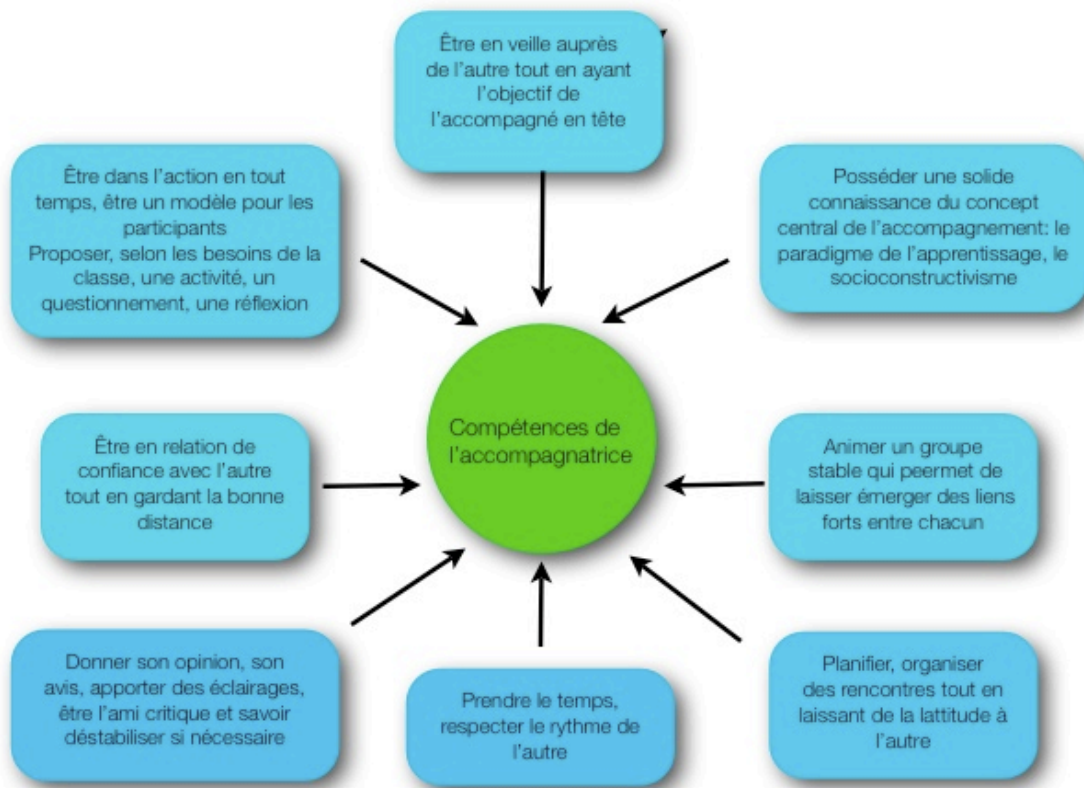 Être en veille auprès
de l'autre tout en ayant
l'objectif de
l'accompagné en tête
Être dans l'action en tout
temps, être un modèle pour les
participants
Proposer, selon les besoins de la
classe, une activité, un
questionnement, une réflexion
Posséder une solide
connaissance du concept
central de l'accompagnement: le
paradigme de l'apprentissage, le
socioconstructivisme
Compétences de
l'accompagnatrice
Être en relation de
confiance avec l'autre
tout en gardant la bonne
distance
Animer un groupe
stable qui peermet de
laisser émerger des liens
forts entre chacun
Donner son opinion, son
avis, apporter des éclairages,
être l'ami critique et savoir
déstabiliser si nécessaire
Prendre le temps,
respecter le rythme de
l'autre
Planifier, organiser
des rencontres tout en
laissant de la lattitude à
l'autre